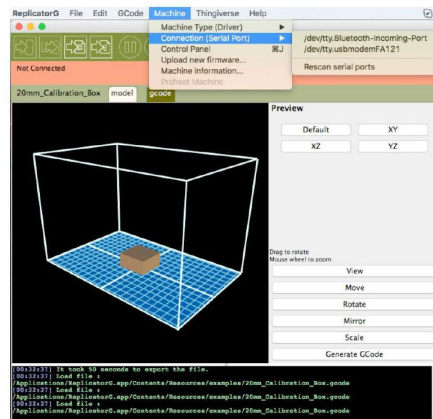 ReplicatorG File Edit GCode Machine Thingiverse Help
Machine Type (Driver)
Connection (Serial Port)
Control Panel ⌘J
Upload new firmware...
Machine information...
Preheat Machine
/dev/tty.Bluetooth-Incoming-Port
/dev/tty.usbmodemFA121
Rescan serial ports
Not Connected
20mm_Calibration_Box model gcode
Preview
Default XY
XZ YZ
Drag to rotate
Mouse wheel to zoom
View
Move
Rotate
Mirror
Scale
Generate GCode
[00:32:37] It took 50 seconds to export the file.
[00:32:37] Load file :
/Applications/ReplicatorG.app/Contents/Resources/examples/20mm_Calibration_Box.gcode
[00:32:37] Load file :
/Applications/ReplicatorG.app/Contents/Resources/examples/20mm_Calibration_Box.gcode
[00:32:37] Load file :
/Applications/ReplicatorG.app/Contents/Resources/examples/20mm_Calibration_Box.gcode